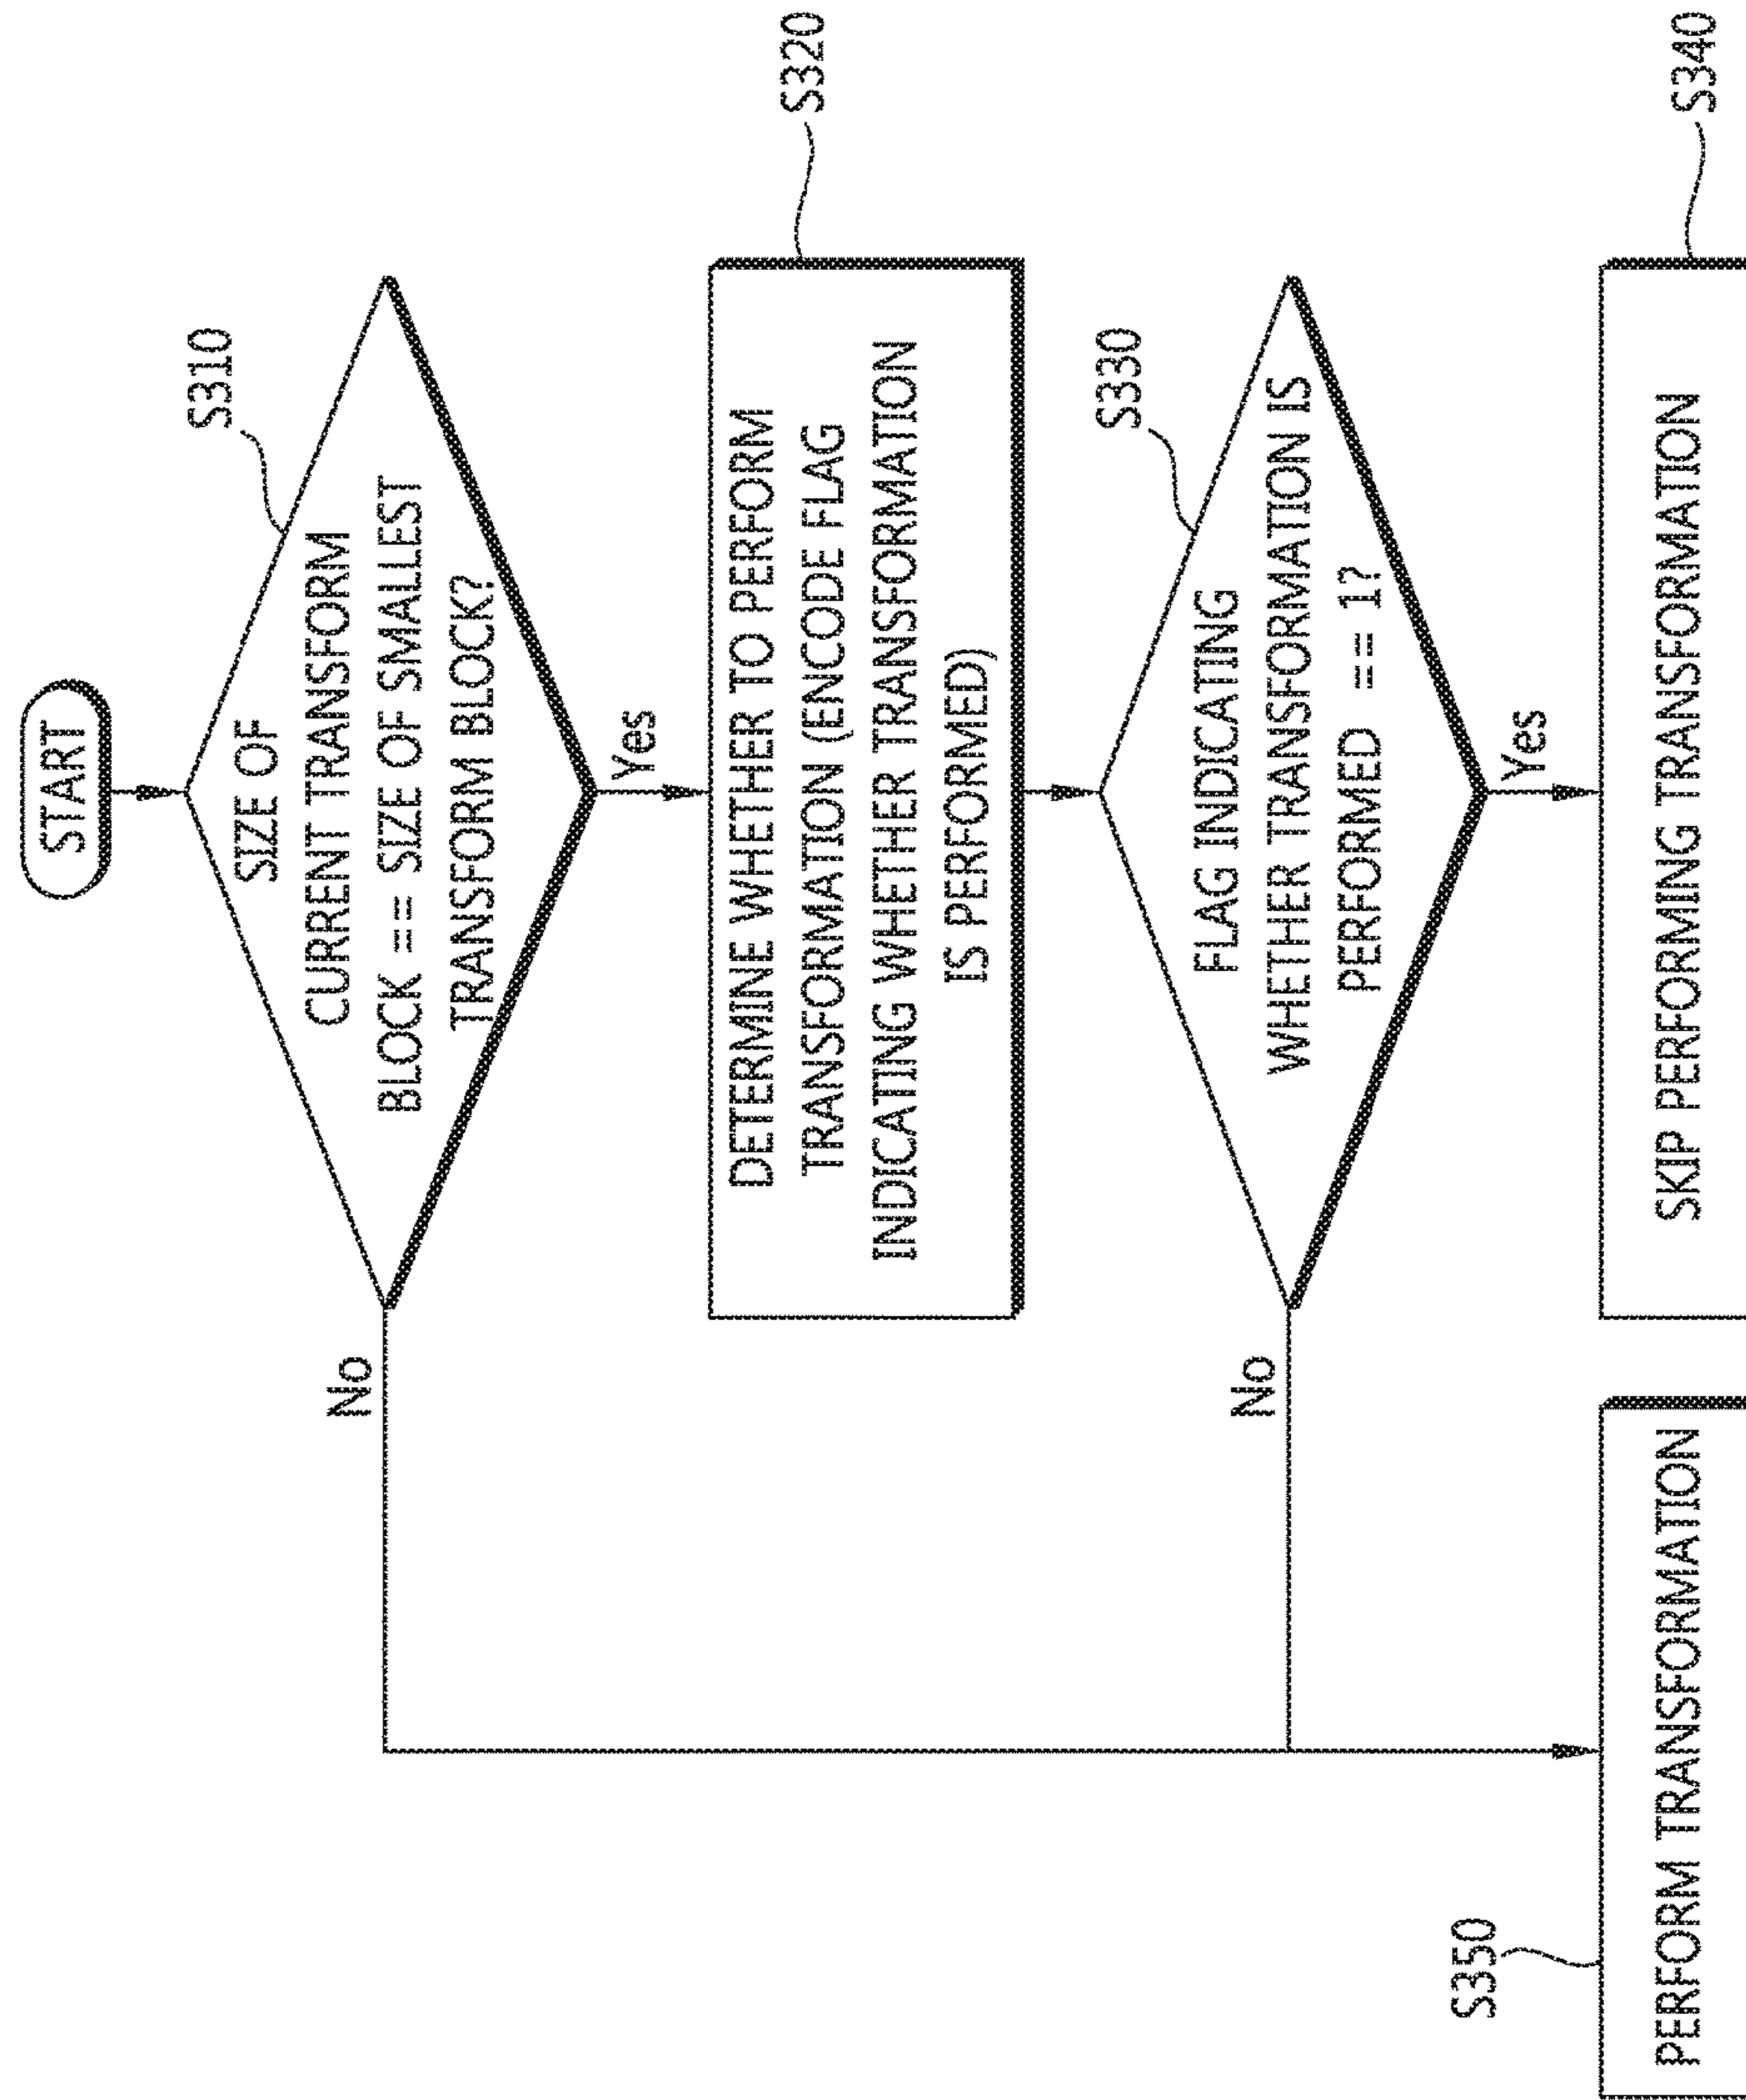 START
S310
SIZE OF
CURRENT TRANSFORM
BLOCK == SIZE OF SMALLEST
TRANSFORM BLOCK?
No
Yes
S320
DETERMINE WHETHER TO PERFORM
TRANSFORMATION (ENCODE FLAG
INDICATING WHETHER TRANSFORMATION
IS PERFORMED)
S330
FLAG INDICATING
WHETHER TRANSFORMATION IS
PERFORMED == 1?
No
Yes
S350
S340
PERFORM TRANSFORMATION
SKIP PERFORMING TRANSFORMATION